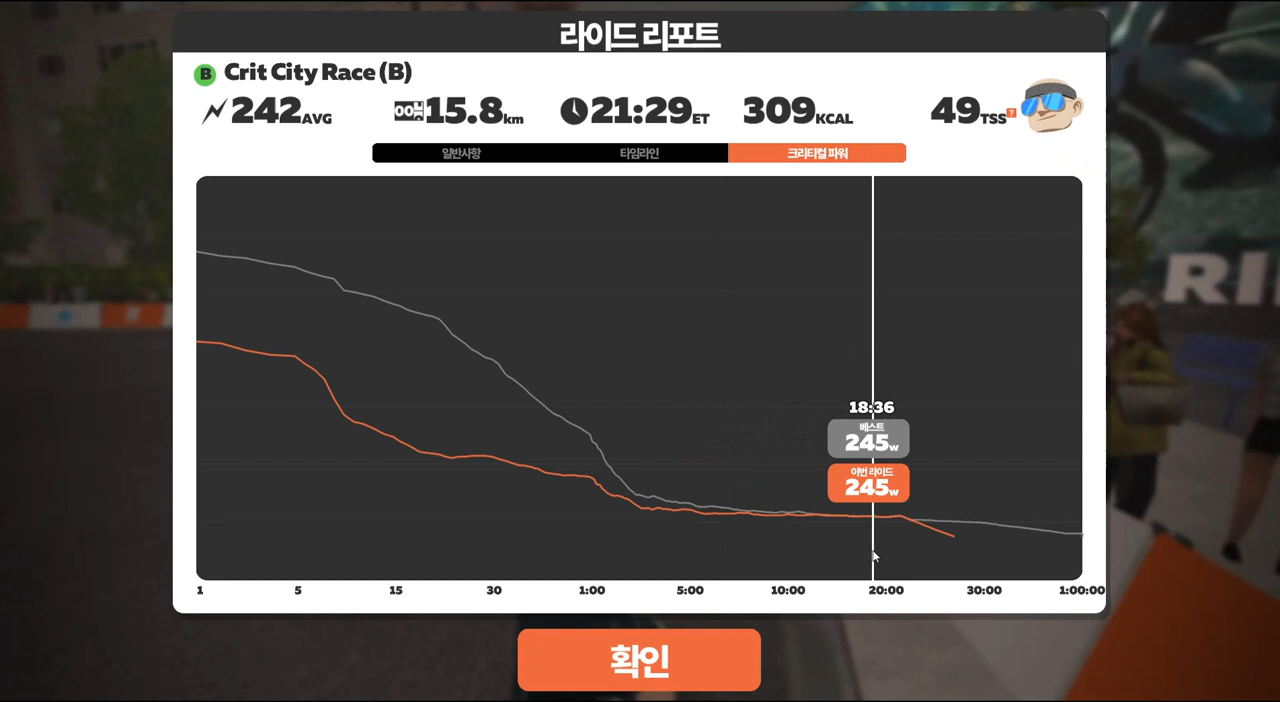 라이드 리포트
B Crit City Race (B)
242AVG 15.8km 21:29ET 309KCAL 49TSS?
일반사항 타임라인 크리티컬 파워
18:36
베스트
245w
이번 라이드
245w
1 5 15 30 1:00 5:00 10:00 20:00 30:00 1:00:00
확인
RI